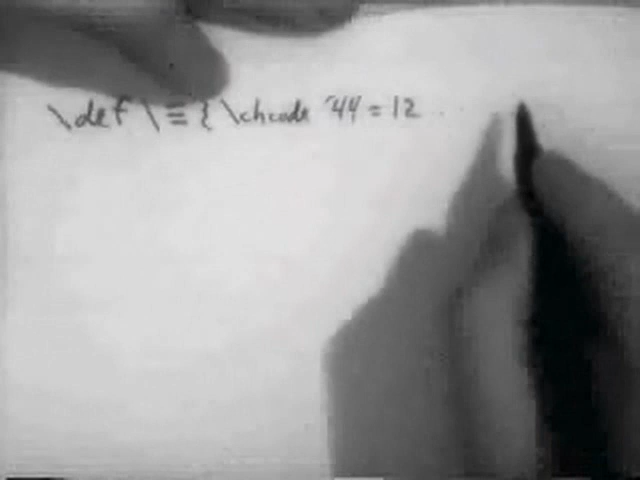 \def \≡ { \chcode '44 = 12 ..